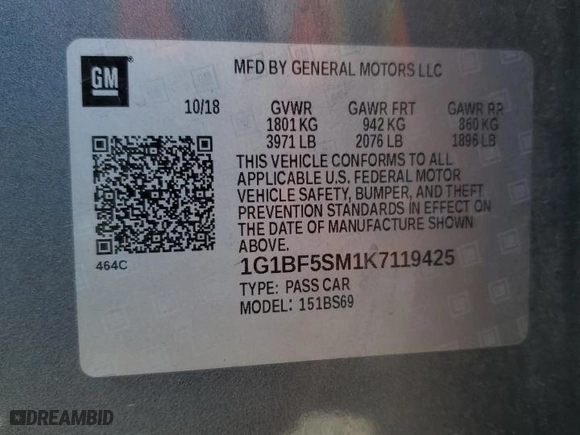 GM
MFD BY GENERAL MOTORS LLC
10/18 GVWR GAWR FRT GAWR RR
1801 KG 942 KG 860 KG
3971 LB 2076 LB 1896 LB
THIS VEHICLE CONFORMS TO ALL
APPLICABLE U.S. FEDERAL MOTOR
VEHICLE SAFETY, BUMPER, AND THEFT
PREVENTION STANDARDS IN EFFECT ON
THE DATE OF MANUFACTURE SHOWN
ABOVE.
464C
1G1BF5SM1K7119425
TYPE: PASS CAR
MODEL: 151BS69
DREAMBID